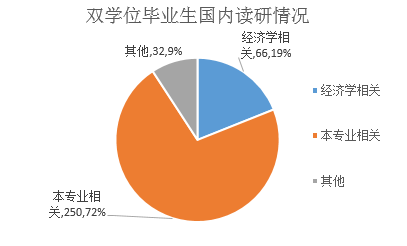 双学位毕业生国内读研情况
经济学相
关,66,19%
其他,32,9%
本专业相
关,250,72%
经济学相关
本专业相关
其他